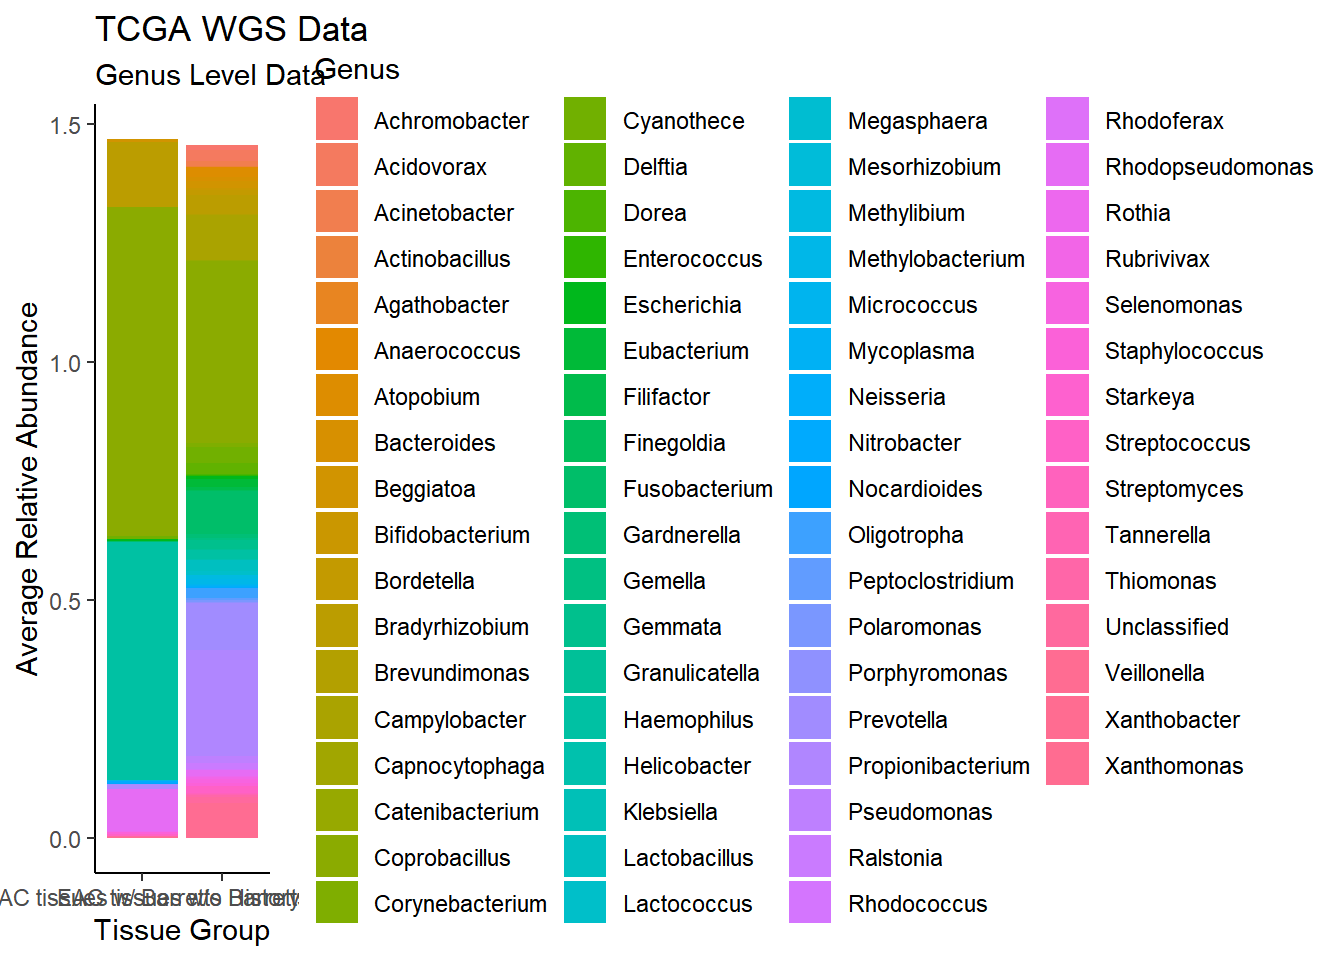 TCGA WGS Data
Genus Level Data
Genus
Achromobacter
Acidovorax
Acinetobacter
Actinobacillus
Agathobacter
Anaerococcus
Atopobium
Bacteroides
Beggiatoa
Bifidobacterium
Bordetella
Bradyrhizobium
Brevundimonas
Campylobacter
Capnocytophaga
Catenibacterium
Coprobacillus
Corynebacterium
Cyanothece
Delftia
Dorea
Enterococcus
Escherichia
Eubacterium
Filifactor
Finegoldia
Fusobacterium
Gardnerella
Gemella
Gemmata
Granulicatella
Haemophilus
Helicobacter
Klebsiella
Lactobacillus
Lactococcus
Megasphaera
Mesorhizobium
Methylibium
Methylobacterium
Micrococcus
Mycoplasma
Neisseria
Nitrobacter
Nocardioides
Oligotropha
Peptoclostridium
Polaromonas
Porphyromonas
Prevotella
Propionibacterium
Pseudomonas
Ralstonia
Rhodococcus
Rhodoferax
Rhodopseudomonas
Rothia
Rubrivivax
Selenomonas
Staphylococcus
Starkeya
Streptococcus
Streptomyces
Tannerella
Thiomonas
Unclassified
Veillonella
Xanthobacter
Xanthomonas
Average Relative Abundance
1.5
1.0
0.5
0.0
Tissue Group